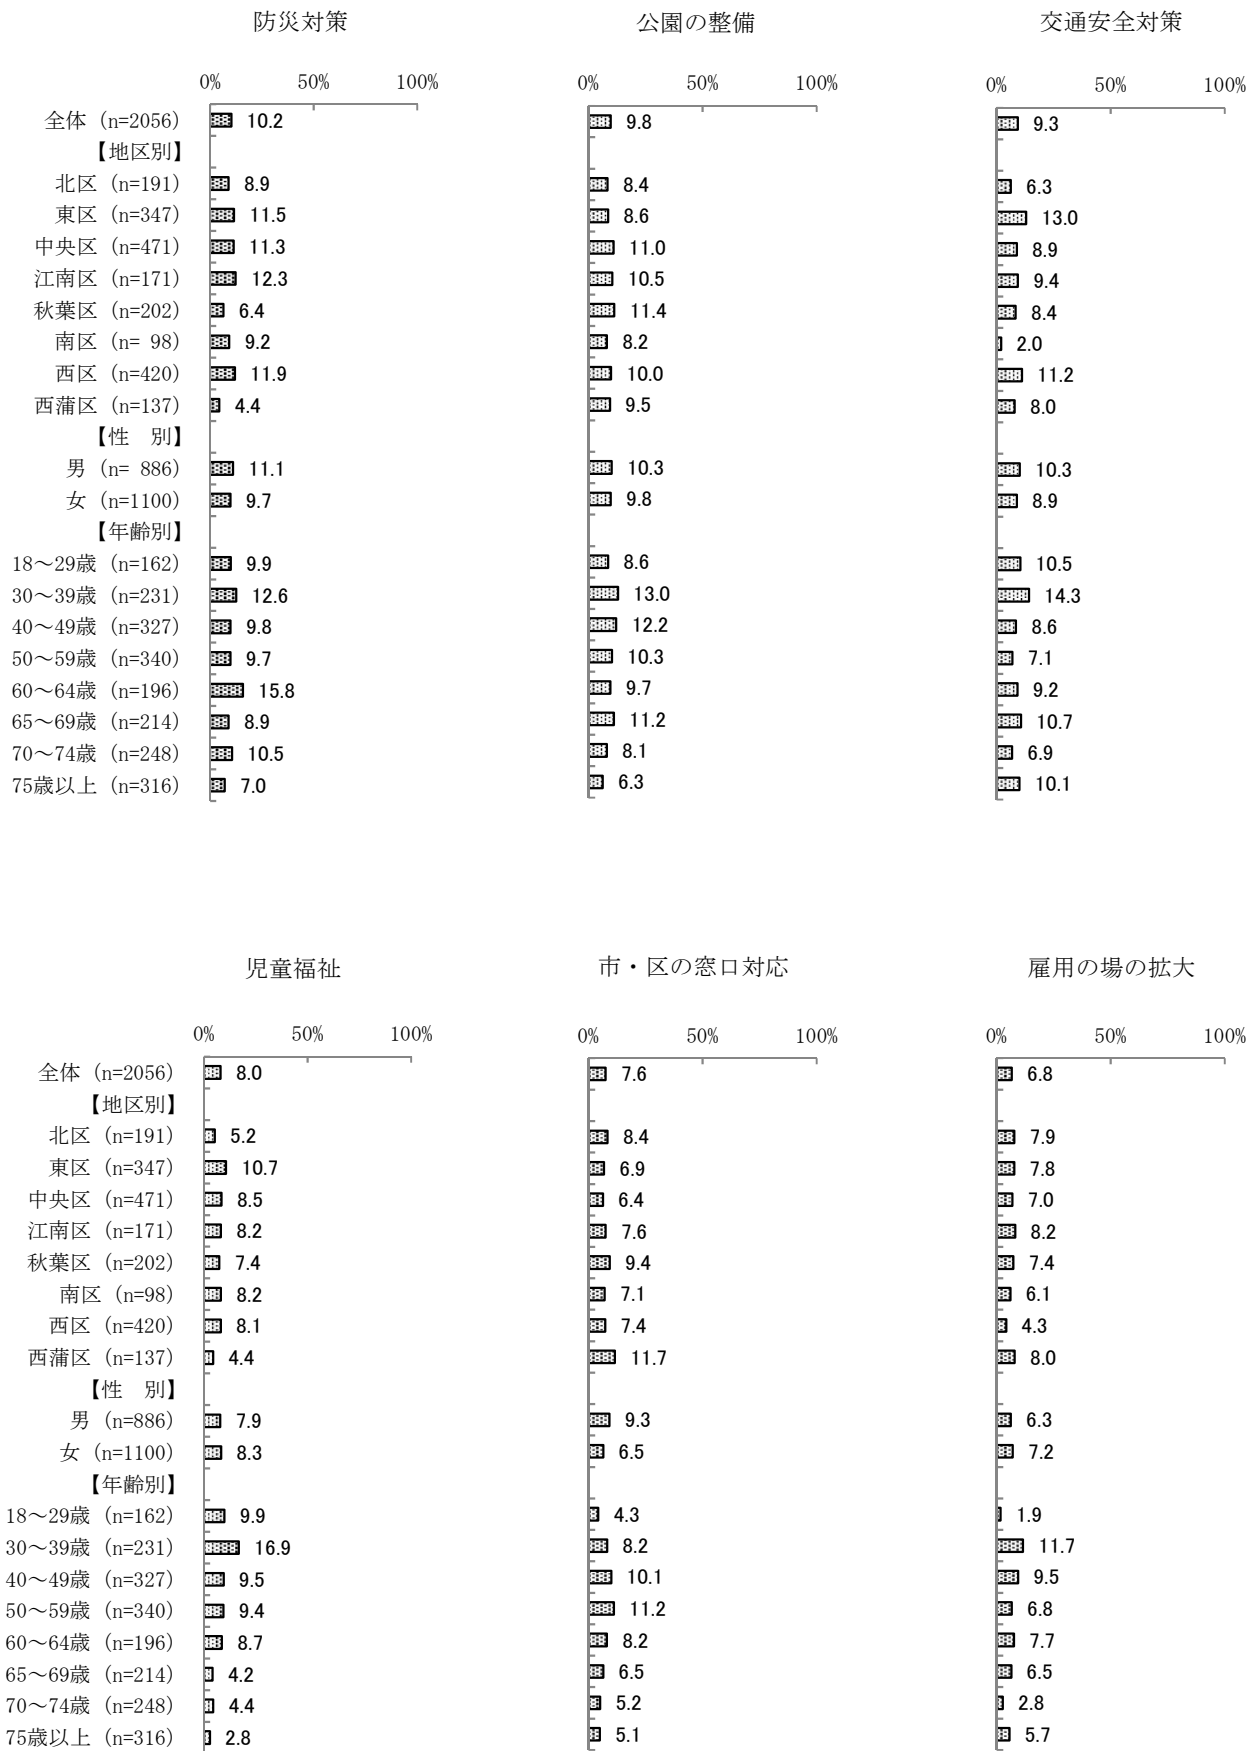 防災対策 公園の整備 交通安全対策
0% 50% 100% 0% 50% 100% 0% 50% 100%
全体 (n=2056) 10.2 9.8 9.3
【地区別】
北区 (n=191) 8.9 8.4 6.3
東区 (n=347) 11.5 8.6 13.0
中央区 (n=471) 11.3 11.0 8.9
江南区 (n=171) 12.3 10.5 9.4
秋葉区 (n=202) 6.4 11.4 8.4
南区 (n= 98) 9.2 8.2 2.0
西区 (n=420) 11.9 10.0 11.2
西蒲区 (n=137) 4.4 9.5 8.0
【性　別】
男 (n= 886) 11.1 10.3 10.3
女 (n=1100) 9.7 9.8 8.9
【年齢別】
18～29歳 (n=162) 9.9 8.6 10.5
30～39歳 (n=231) 12.6 13.0 14.3
40～49歳 (n=327) 9.8 12.2 8.6
50～59歳 (n=340) 9.7 10.3 7.1
60～64歳 (n=196) 15.8 9.7 9.2
65～69歳 (n=214) 8.9 11.2 10.7
70～74歳 (n=248) 10.5 8.1 6.9
75歳以上 (n=316) 7.0 6.3 10.1
児童福祉 市・区の窓口対応 雇用の場の拡大
0% 50% 100% 0% 50% 100% 0% 50% 100%
全体 (n=2056) 8.0 7.6 6.8
【地区別】
北区 (n=191) 5.2 8.4 7.9
東区 (n=347) 10.7 6.9 7.8
中央区 (n=471) 8.5 6.4 7.0
江南区 (n=171) 8.2 7.6 8.2
秋葉区 (n=202) 7.4 9.4 7.4
南区 (n=98) 8.2 7.1 6.1
西区 (n=420) 8.1 7.4 4.3
西蒲区 (n=137) 4.4 11.7 8.0
【性　別】
男 (n=886) 7.9 9.3 6.3
女 (n=1100) 8.3 6.5 7.2
【年齢別】
18～29歳 (n=162) 9.9 4.3 1.9
30～39歳 (n=231) 16.9 8.2 11.7
40～49歳 (n=327) 9.5 10.1 9.5
50～59歳 (n=340) 9.4 11.2 6.8
60～64歳 (n=196) 8.7 8.2 7.7
65～69歳 (n=214) 4.2 6.5 6.5
70～74歳 (n=248) 4.4 5.2 2.8
75歳以上 (n=316) 2.8 5.1 5.7